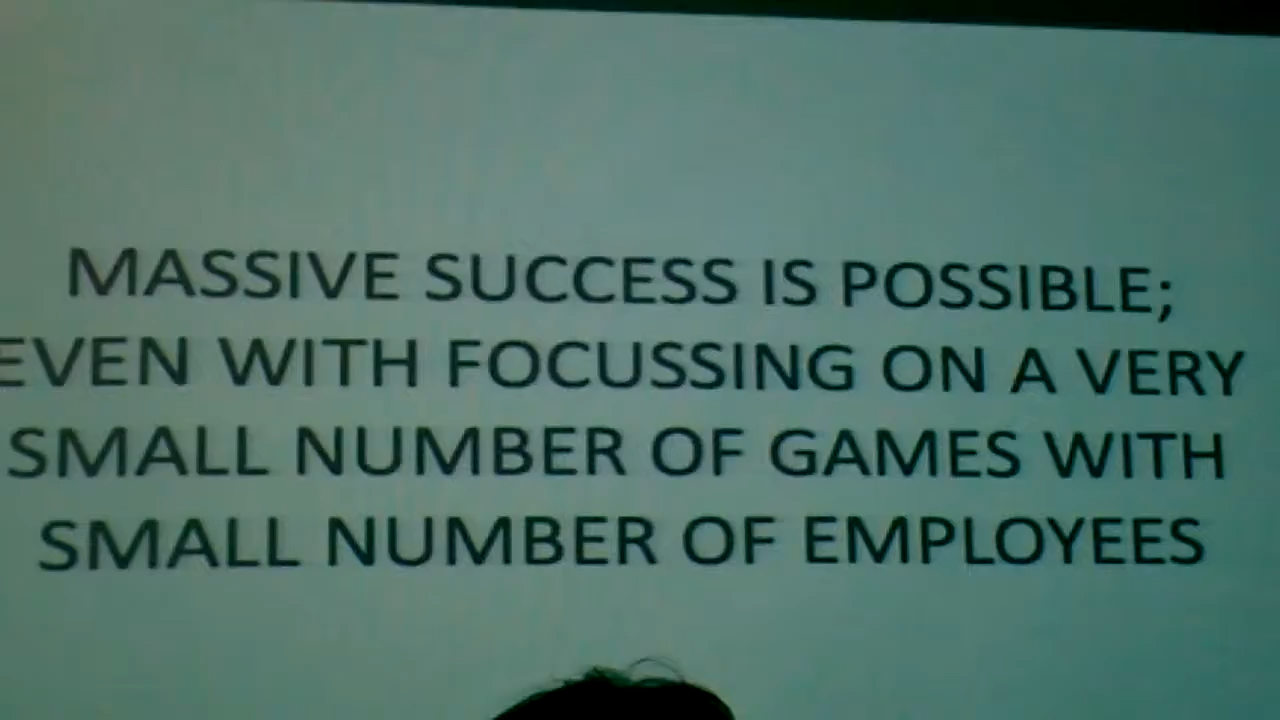 MASSIVE SUCCESS IS POSSIBLE;
EVEN WITH FOCUSSING ON A VERY
SMALL NUMBER OF GAMES WITH
SMALL NUMBER OF EMPLOYEES